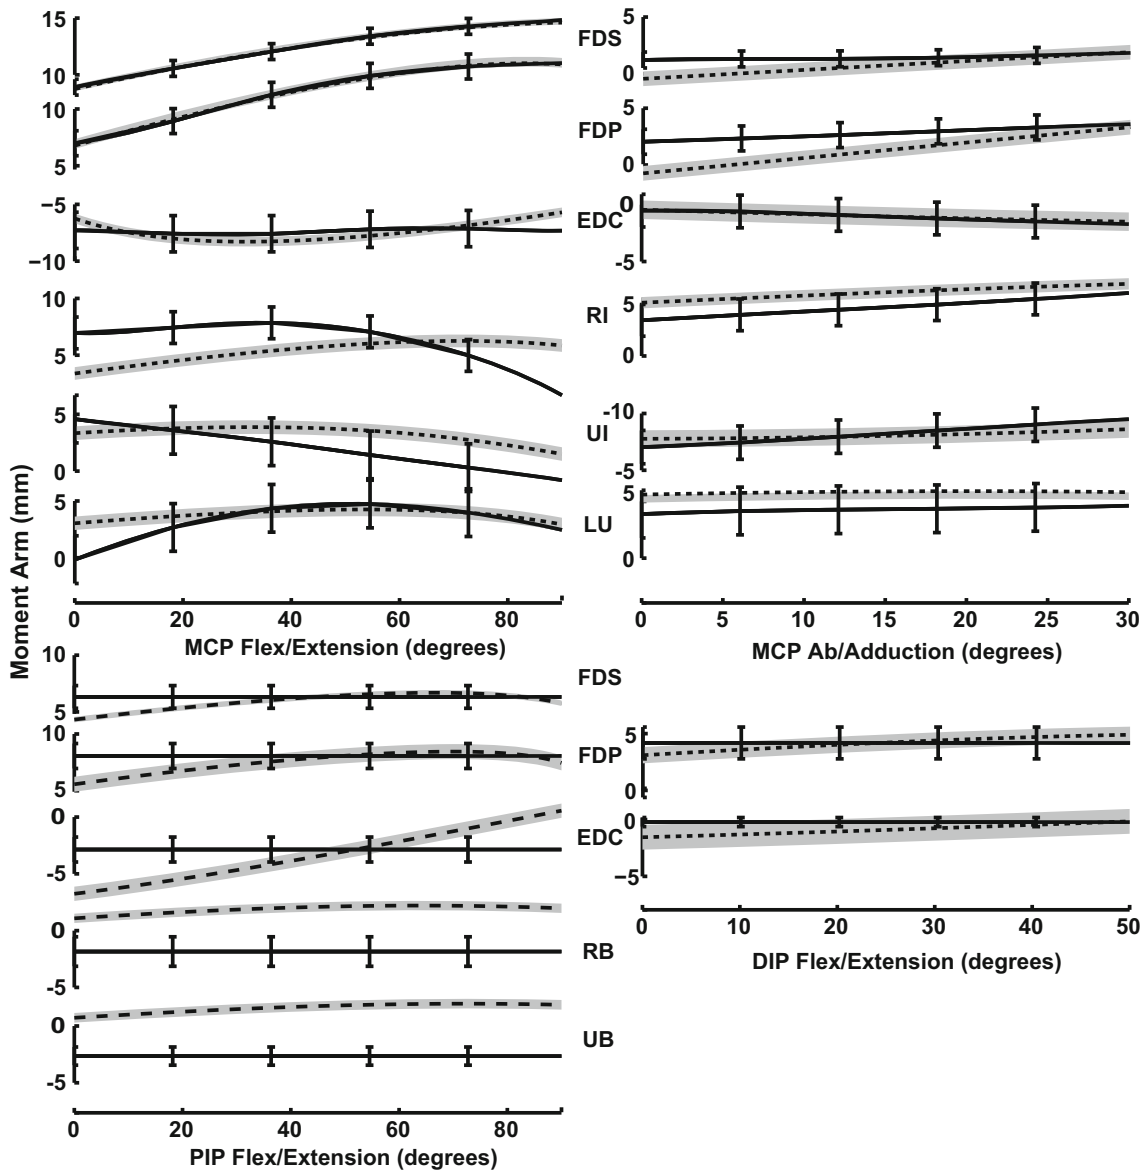 15
10
FDS
5
0
10
5
FDP
5
0
−5
−10
EDC
0
-5
10
5
RI
5
0
5
0
UI
-10
-5
5
0
LU
5
0
Moment Arm (mm)
0 20 40 60 80
MCP Flex/Extension (degrees)
0 5 10 15 20 25 30
MCP Ab/Adduction (degrees)
10
5
FDS
10
5
FDP
5
0
0
-5
EDC
0
−5
0 10 20 30 40 50
DIP Flex/Extension (degrees)
0
-5
RB
0
-5
UB
0 20 40 60 80
PIP Flex/Extension (degrees)